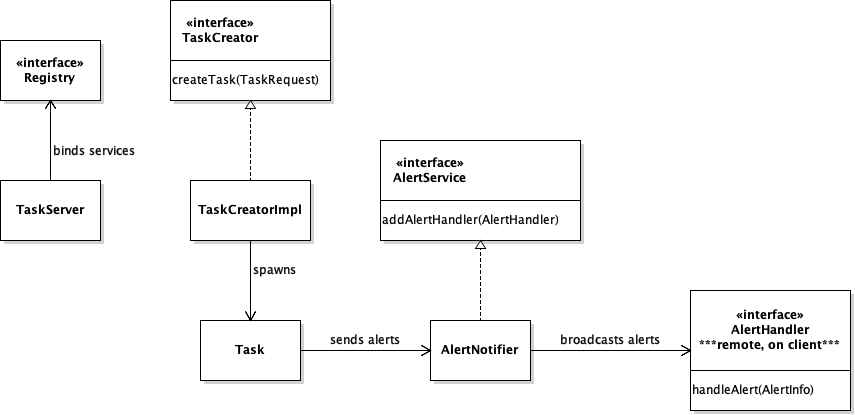 «interface»
TaskCreator
createTask(TaskRequest)
«interface»
Registry
binds services
TaskServer
TaskCreatorImpl
«interface»
AlertService
addAlertHandler(AlertHandler)
spawns
Task
sends alerts
AlertNotifier
broadcasts alerts
«interface»
AlertHandler
***remote, on client***
handleAlert(AlertInfo)